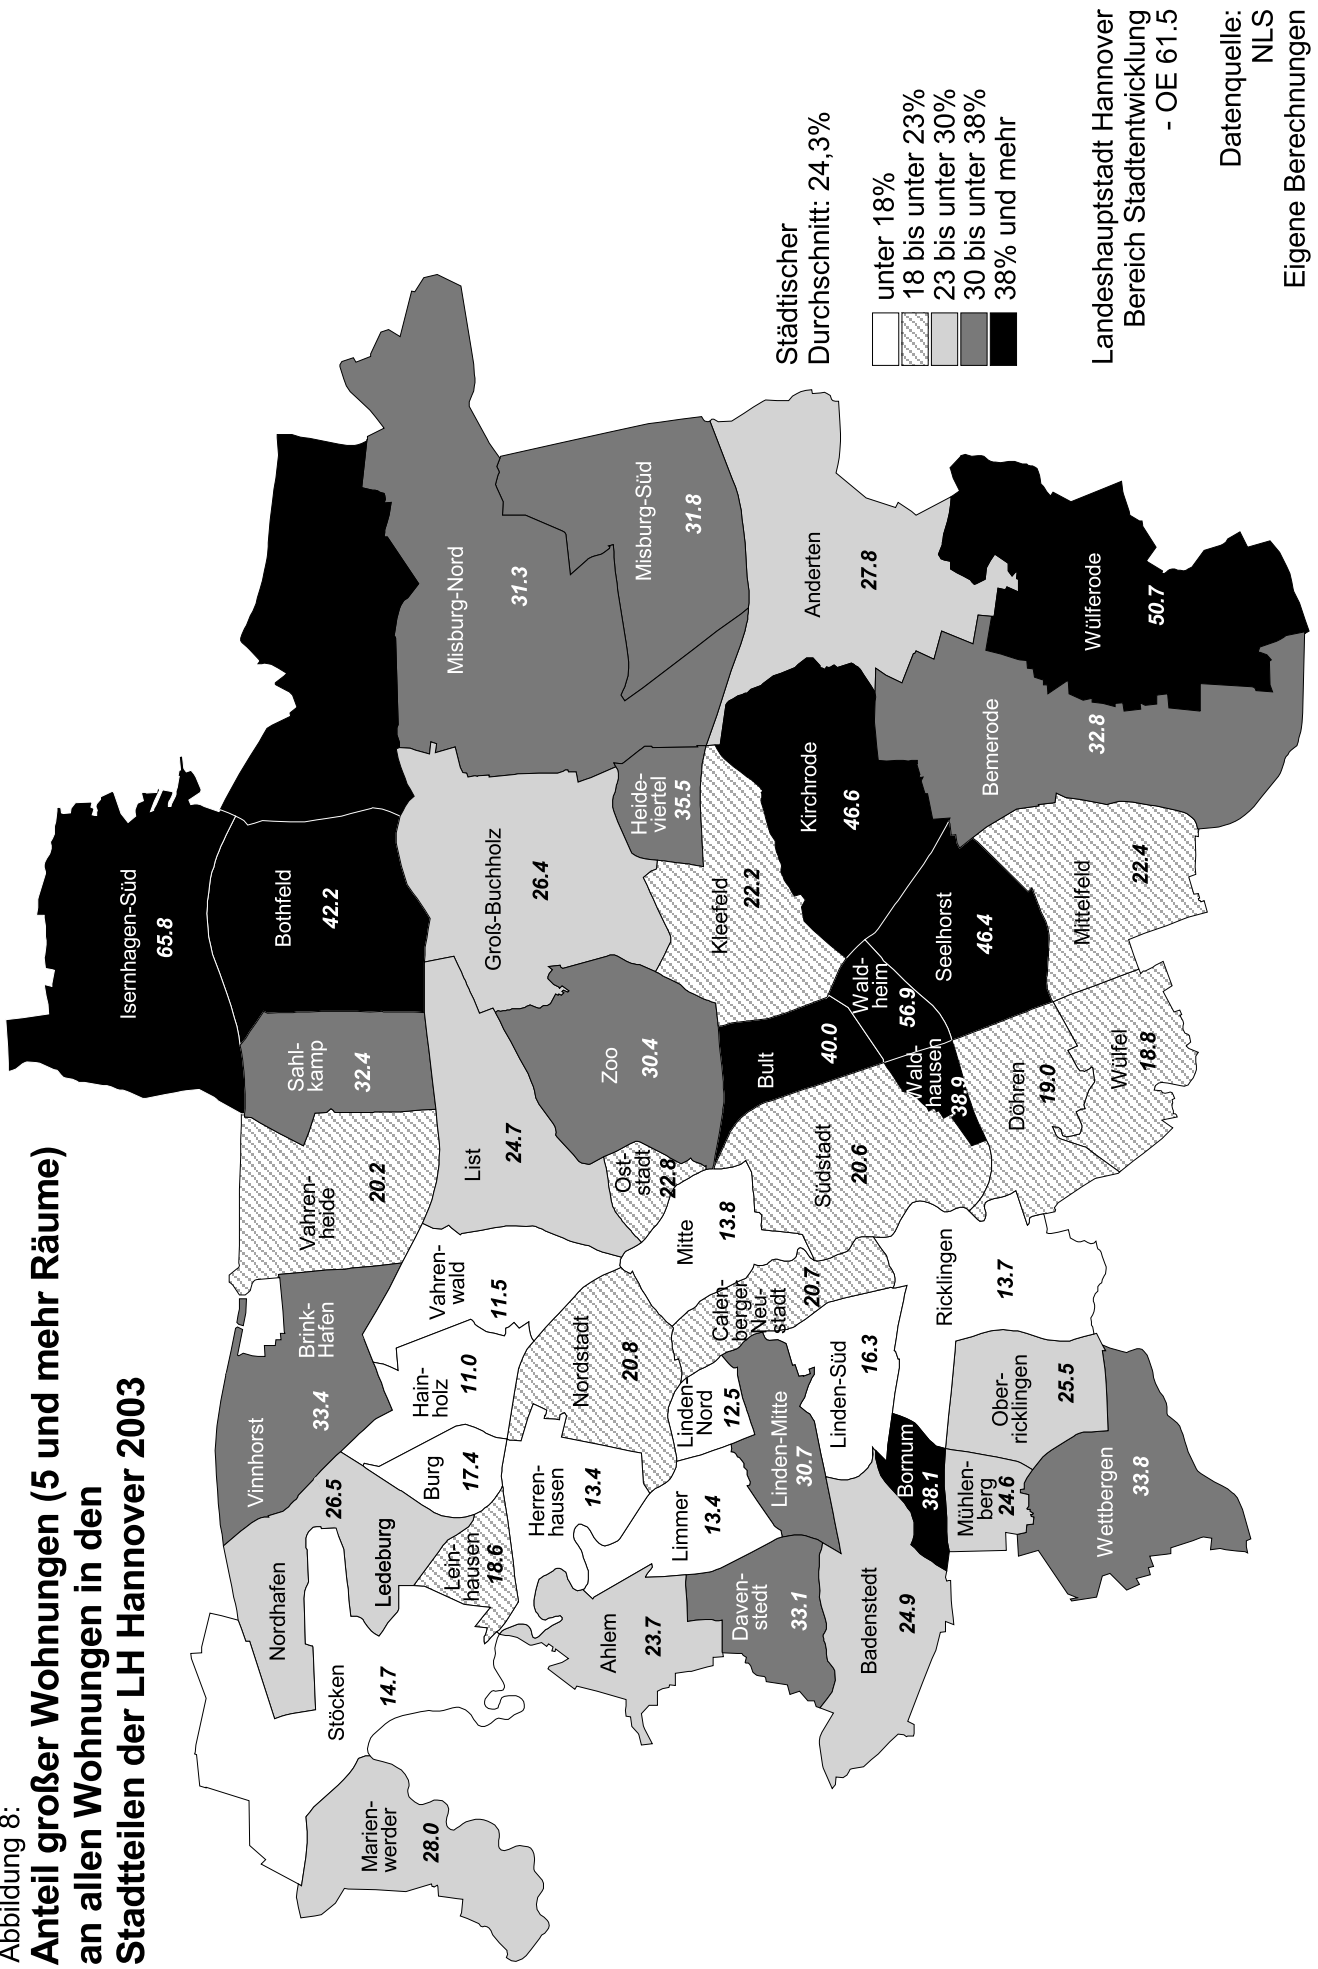 Abbildung 8:
Anteil großer Wohnungen (5 und mehr Räume)
an allen Wohnungen in den
Stadtteilen der LH Hannover 2003
Isernhagen-Süd
65.8
Bothfeld
42.2
Sahl-
kamp
32.4
Vahren-
heide
20.2
Brink-
Hafen
Vinnhorst
33.4
Nordhafen
26.5
Ledeburg
Stöcken
14.7
Marien-
werder
28.0
Hain-
holz
11.0
Vahren-
wald
11.5
List
24.7
Groß-Buchholz
26.4
Misburg-Nord
31.3
Misburg-Süd
31.8
Burg
17.4
Lein-
hausen
18.6
Herren-
hausen
13.4
Nordstadt
20.8
Ost-
stadt
22.8
Zoo
30.4
Heide-
viertel
35.5
Kleefeld
22.2
Anderten
27.8
Ahlem
23.7
Limmer
13.4
Linden-
Nord
12.5
Calen-
berger
Neu-
stadt
20.7
Mitte
13.8
Bult
40.0
Kirchrode
46.6
Daven-
stedt
33.1
Linden-Mitte
30.7
Linden-Süd
16.3
Südstadt
20.6
Wald-
hausen
38.9
Wald-
heim
56.9
Seelhorst
46.4
Bemerode
32.8
Wülferode
50.7
Badenstedt
24.9
Bornum
38.1
Ricklingen
13.7
Döhren
19.0
Wülfel
18.8
Mittelfeld
22.4
Mühlen-
berg
24.6
Ober-
ricklingen
25.5
Wettbergen
33.8
Städtischer
Durchschnitt: 24,3%
unter 18%
18 bis unter 23%
23 bis unter 30%
30 bis unter 38%
38% und mehr
Landeshauptstadt Hannover
Bereich Stadtentwicklung
- OE 61.5
Datenquelle:
NLS
Eigene Berechnungen